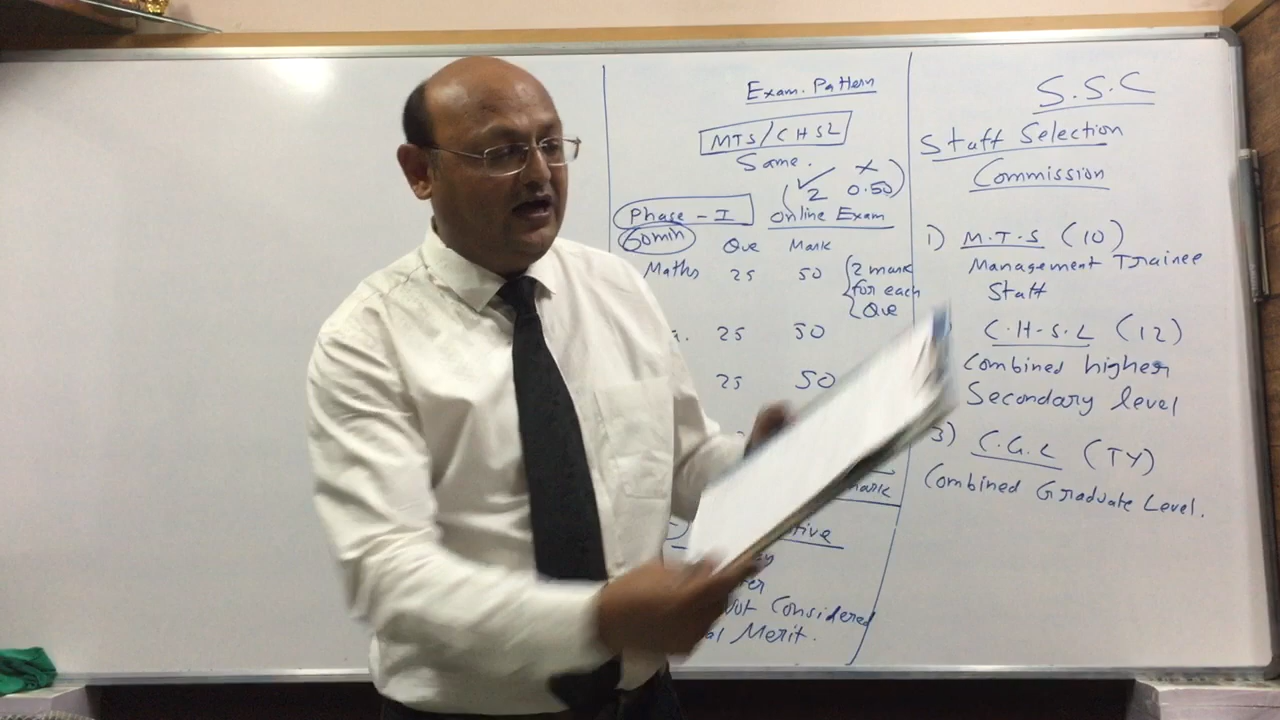 Exam. Pattern
MTS/CHSL
Same.
✓ x
(2 0.50)
Phase - I Online Exam
60min Que Mark
Maths 25 50 {2 mark
for each
Que
25 50
25 50
mark
Not Considered
Merit.
S.S.C
Staff Selection
Commission
1) M.T.S (10)
Management Trainee
Staff
C.H.S.L (12)
Combined higher
Secondary level
3) C.G.L (TY)
Combined Graduate Level.